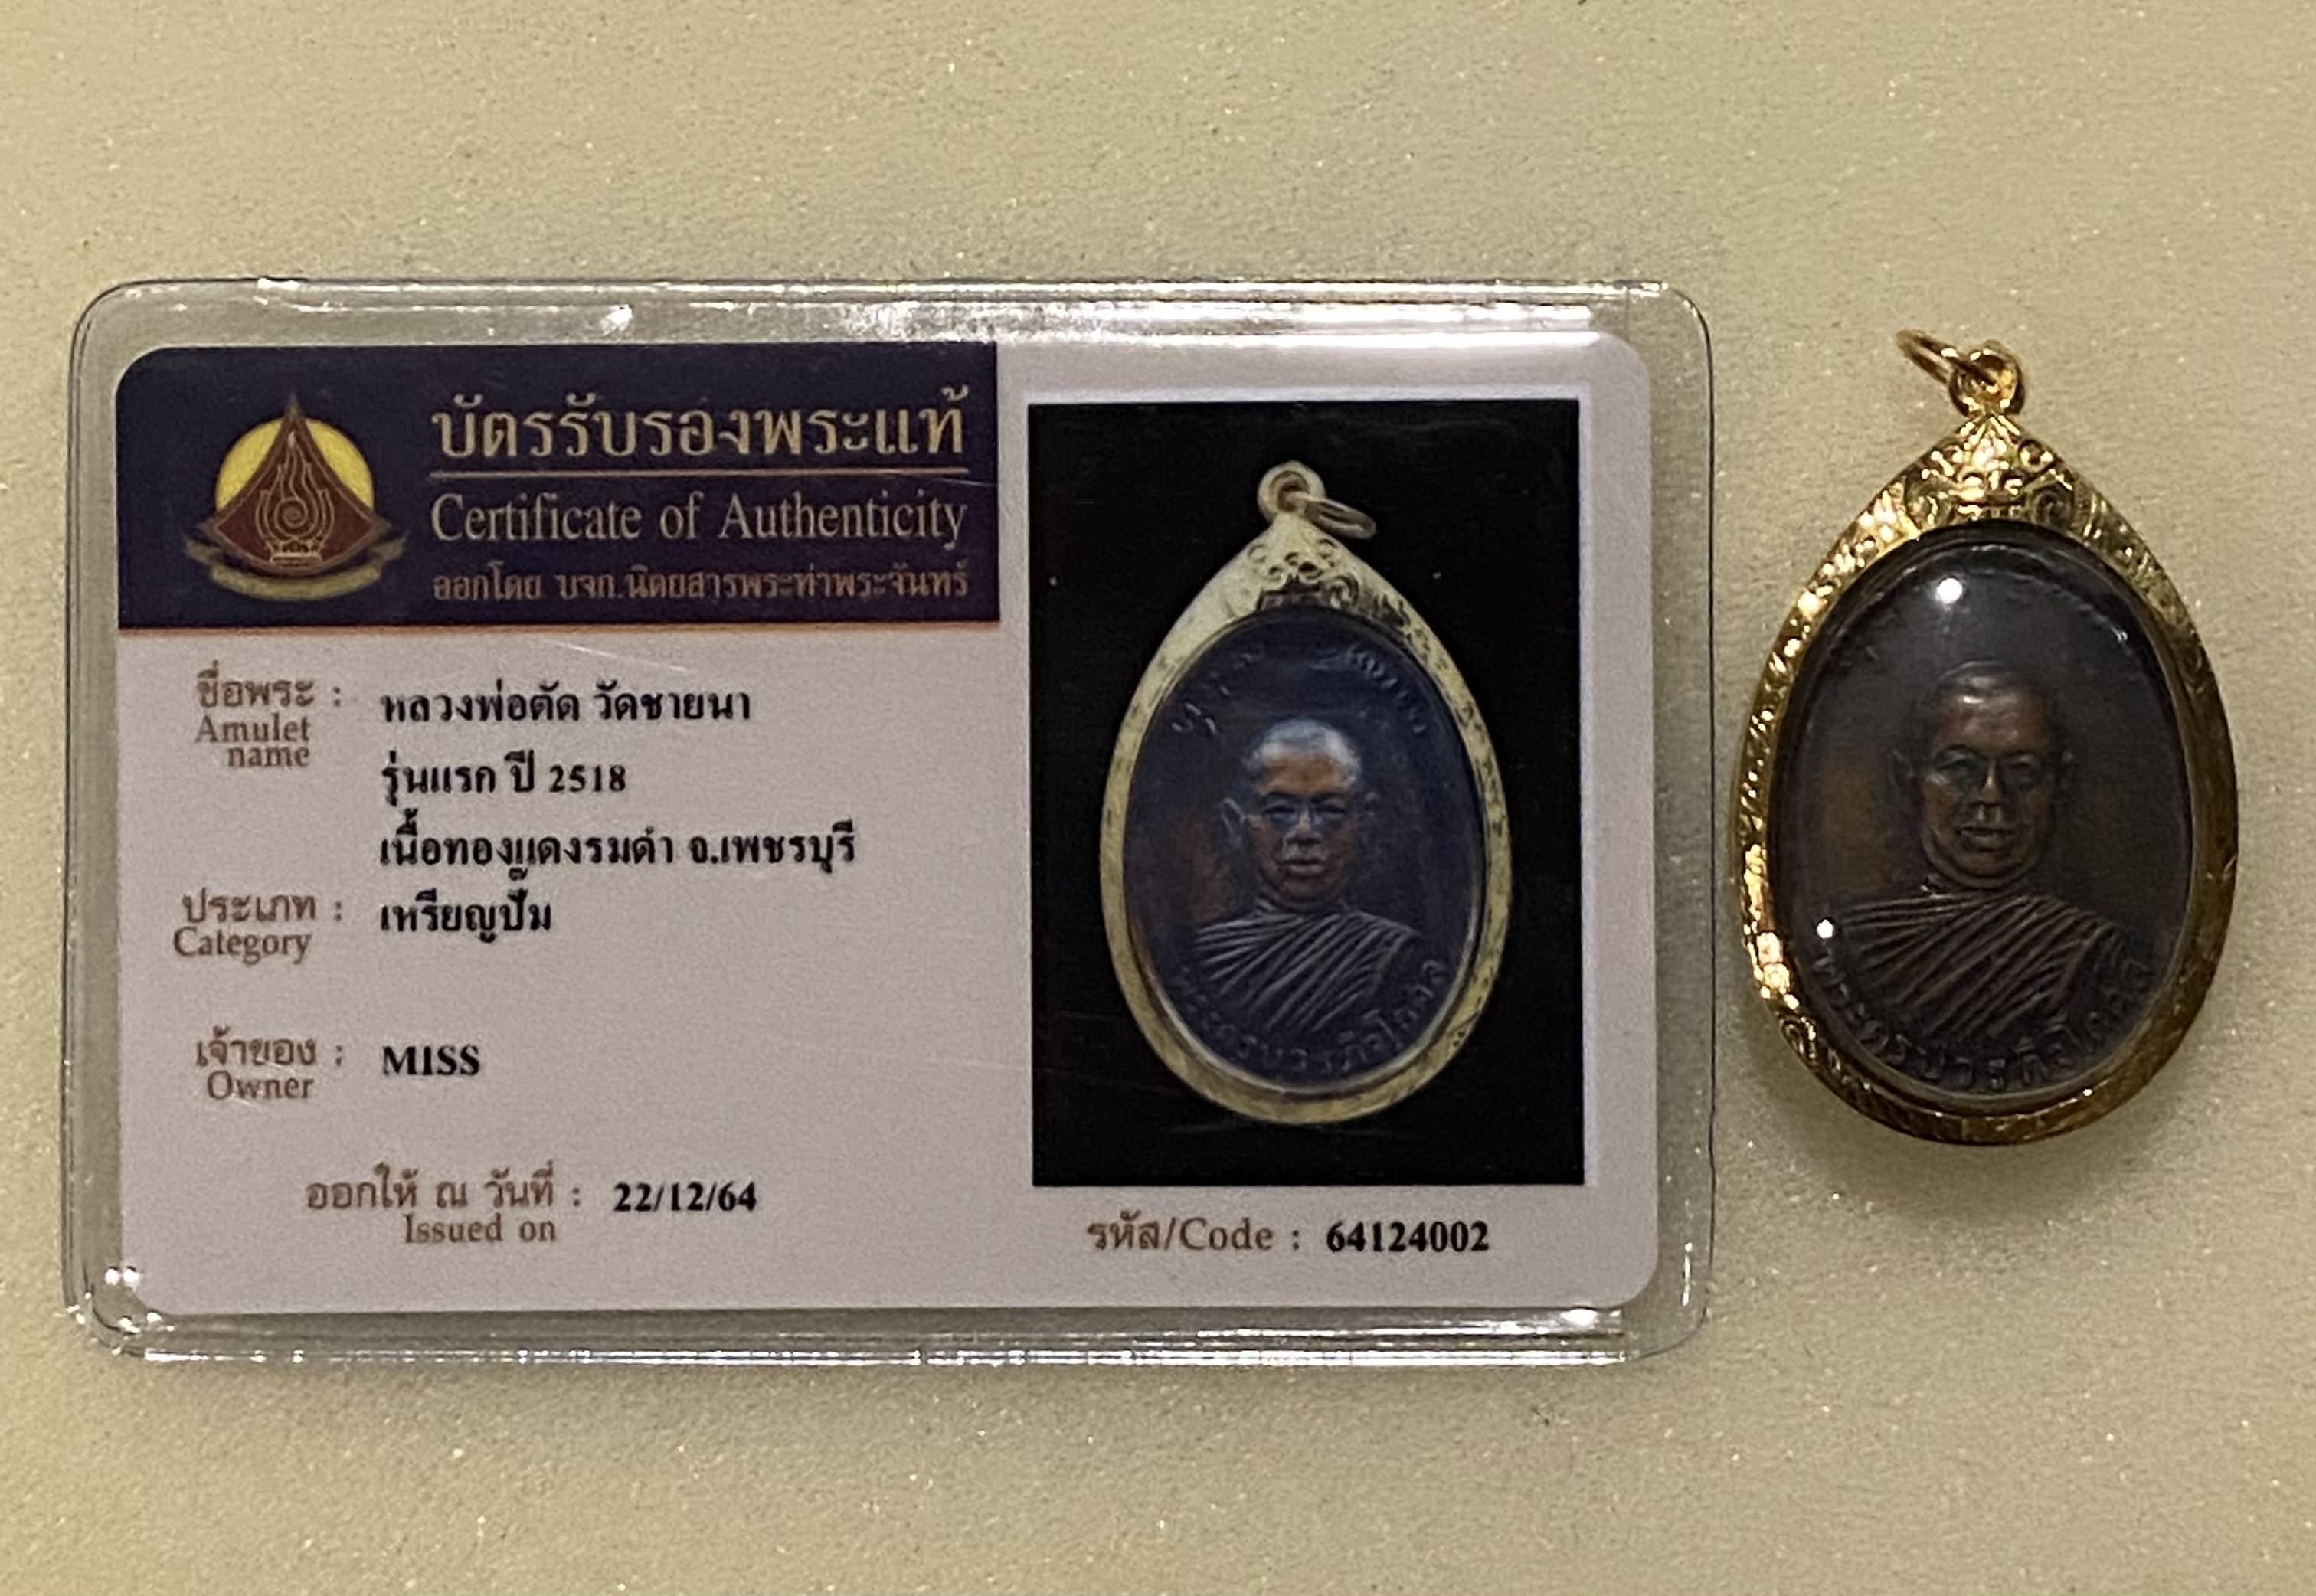 บัตรรับรองพระแท้
Certificate of Authenticity
ออกโดย บจก.นิตยสารพระท่าพระจันทร์
ชื่อพระ : หลวงพ่อตัด วัดชายนา
Amulet
name
รุ่นแรก ปี 2518
เนื้อทองแดงรมดำ จ.เพชรบุรี
ประเภท : เหรียญปั๊ม
Category
เจ้าของ : MISS
Owner
ออกให้ ณ วันที่ : 22/12/64
Issued on
รหัส/Code : 64124002